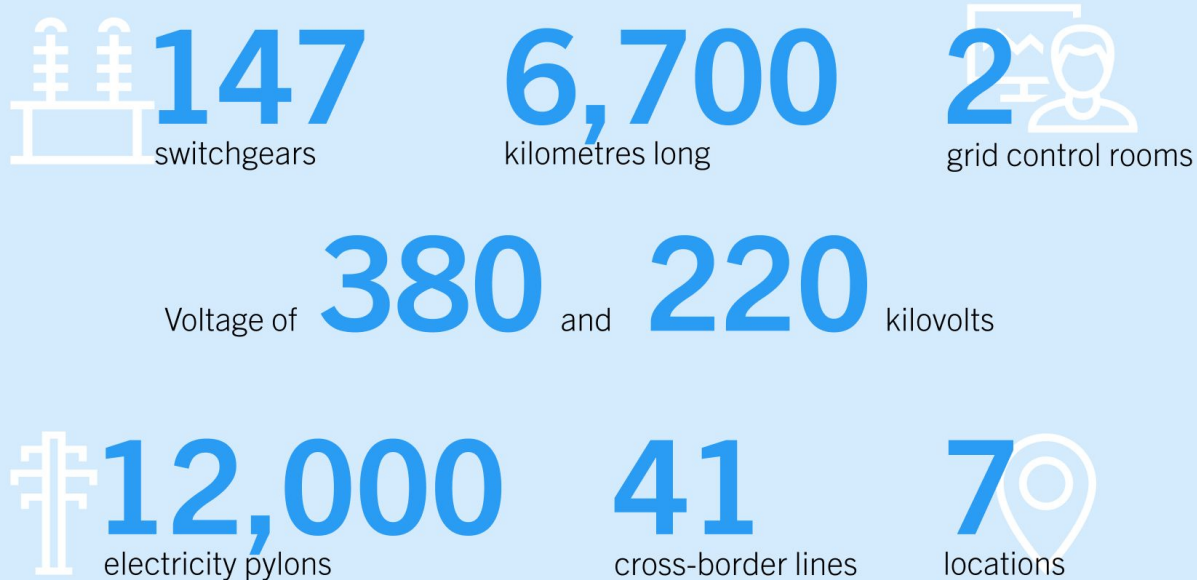 147 6,700 2
switchgears kilometres long grid control rooms
Voltage of 380 and 220 kilovolts
12,000 41 7
electricity pylons cross-border lines locations